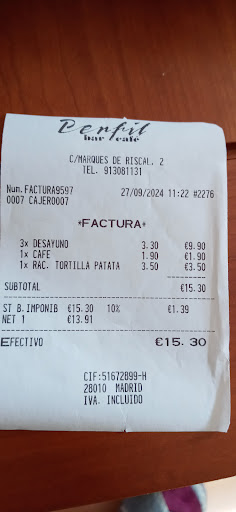 Perfil
bar café
C/MARQUES DE RISCAL. 2
TEL. 913081131
Num.FACTURA9597 27/09/2024 11:22 #2276
0007 CAJERO007
*FACTURA*
3x DESAYUNO 3.30 €9.90
1x CAFE 1.90 €1.90
1x RAC. TORTILLA PATATA 3.50 €3.50
SUBTOTAL €15.30
ST B.IMPONIB €15.30 10% €1.39
NET 1 €13.91
EFECTIVO €15.30
CIF:51672899-H
28010 MADRID
IVA. INCLUIDO